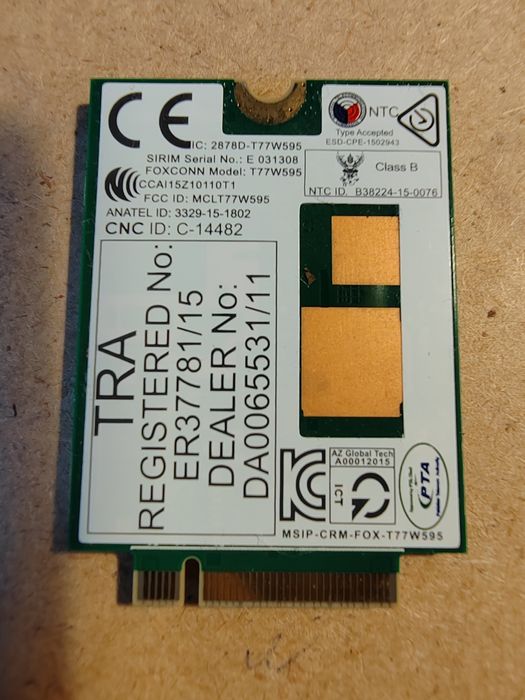 CE
IC: 2878D-T77W595
SIRIM Serial No.: E 031308
FOXCONN Model: T77W595
CCAI15Z10110T1
FCC ID: MCLT77W595
ANATEL ID: 3329-15-1802
CNC ID: C-14482
NTC
Type Accepted
ESD-CPE-1502943
Class B
NTC ID. B38224-15-0076
TRA
REGISTERED No:
ER37781/15
DEALER No:
DA0065531/11
AZ Global Tech
A00012015
ICT
PTA
MSIP-CRM-FOX-T77W595